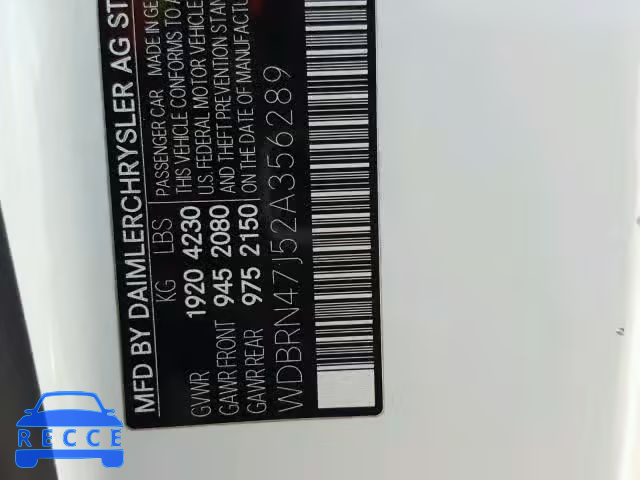 MFD BY DAIMLERCHRYSLER AG ST
KG LBS
GVWR 1920 4230
GAWR FRONT 945 2080
GAWR REAR 975 2150
PASSENGER CAR MADE IN GE
THIS VEHICLE CONFORMS TO
U.S. FEDERAL MOTOR VEHICLE
AND THEFT PREVENTION STAN
ON THE DATE OF MANUFACTU
WDBRN47J52A356289
RECCE